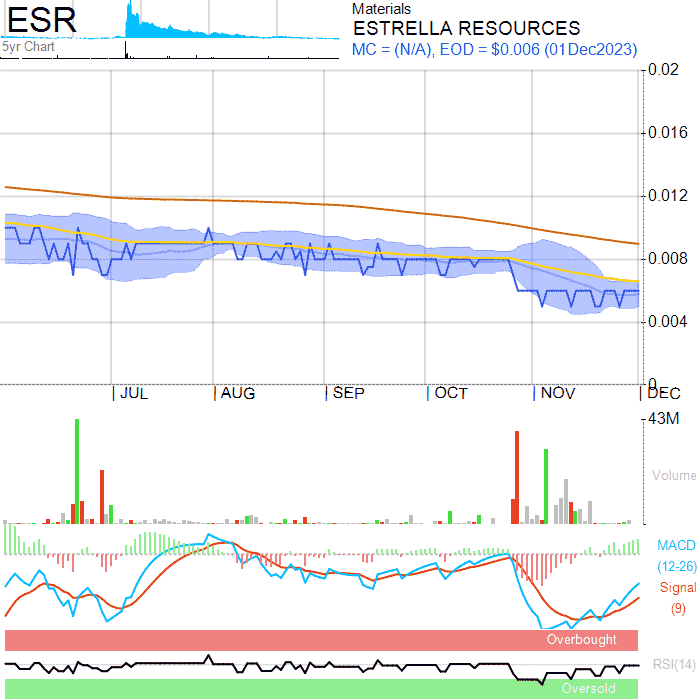 ESR
5yr Chart
Materials
ESTRELLA RESOURCES
MC = (N/A), EOD = $0.006 (01Dec2023)
0.02
0.016
0.012
0.008
0.004
0
JUL AUG SEP OCT NOV DEC
43M
Volume
MACD
(12-26)
Signal
(9)
Overbought
RSI(14)
Oversold